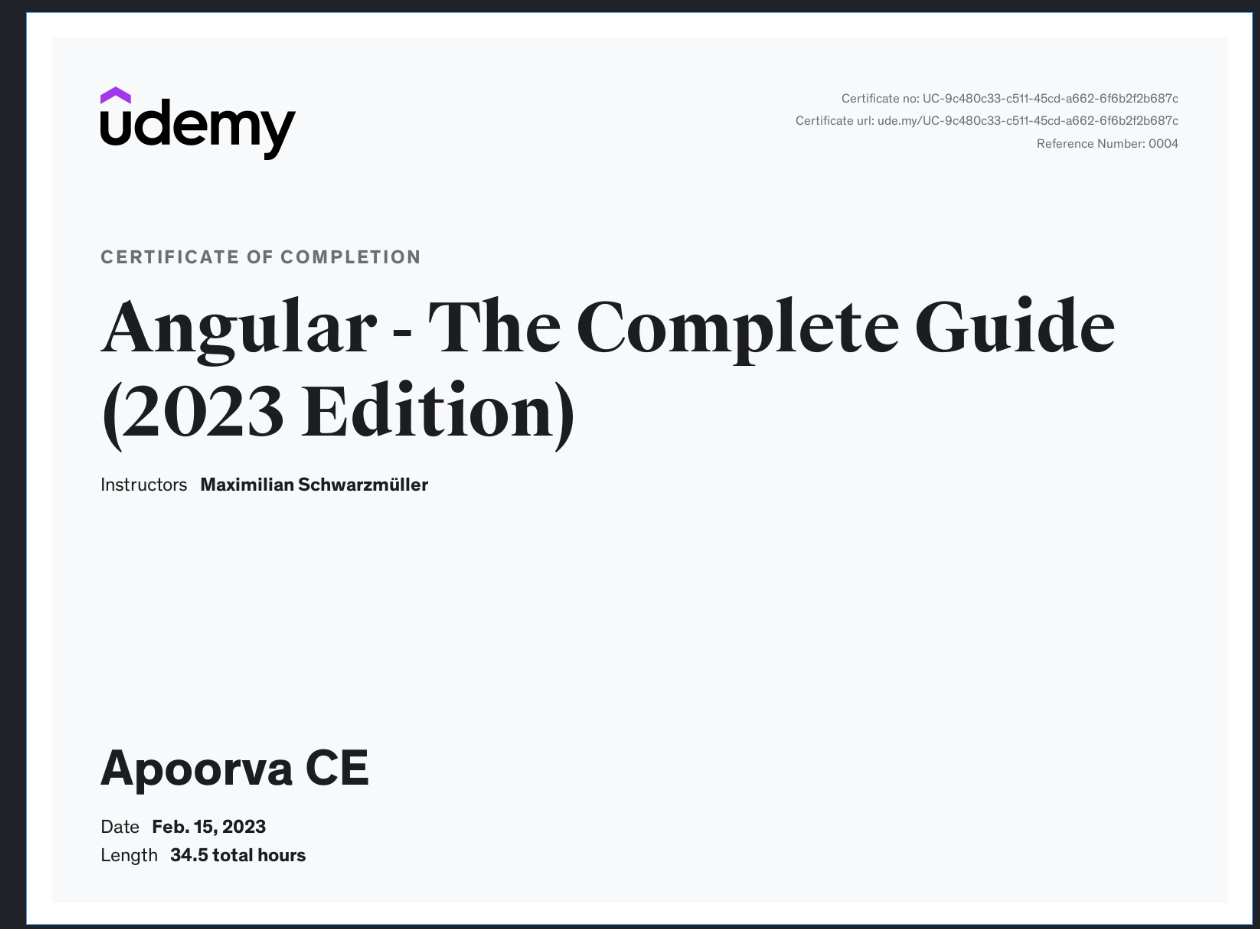 udemy
Certificate no: UC-9c480c33-c511-45cd-a662-6f6b2f2b687c
Certificate url: ude.my/UC-9c480c33-c511-45cd-a662-6f6b2f2b687c
Reference Number: 0004
CERTIFICATE OF COMPLETION
Angular - The Complete Guide
(2023 Edition)
Instructors Maximilian Schwarzmüller
Apoorva CE
Date Feb. 15, 2023
Length 34.5 total hours